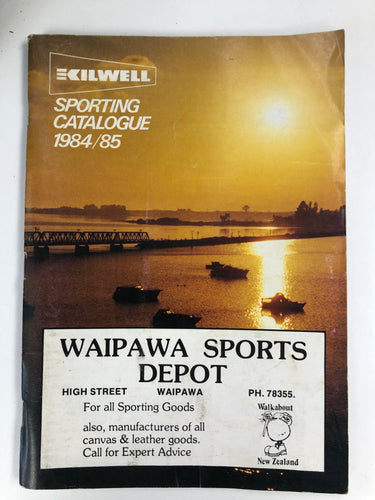 KILWELL
SPORTING
CATALOGUE
1984/85
WAIPAWA SPORTS
DEPOT
HIGH STREET WAIPAWA PH. 78355.
For all Sporting Goods
also, manufacturers of all
canvas & leather goods.
Call for Expert Advice
Walkabout
New Zealand